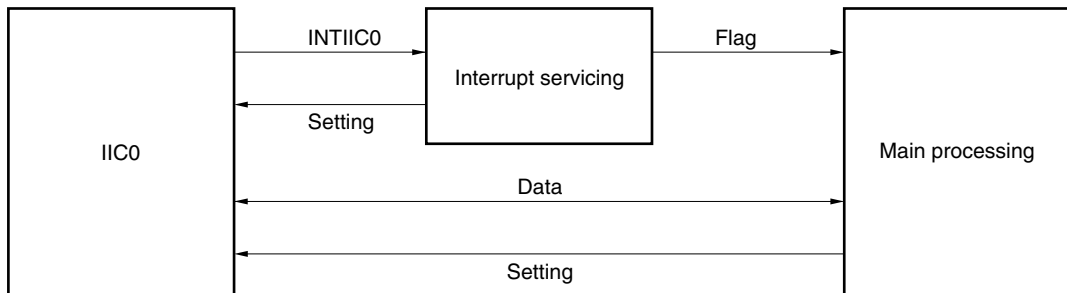 INTIIC0
Flag
Interrupt servicing
Setting
IIC0
Main processing
Data
Setting